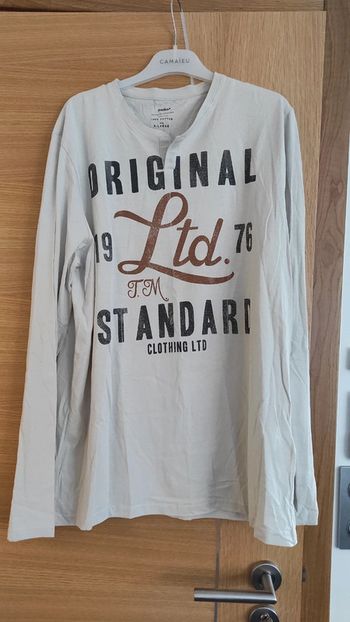 CAMAIEU
ORIGINAL
19 Ltd. 76
T.M
STANDARD
CLOTHING LTD